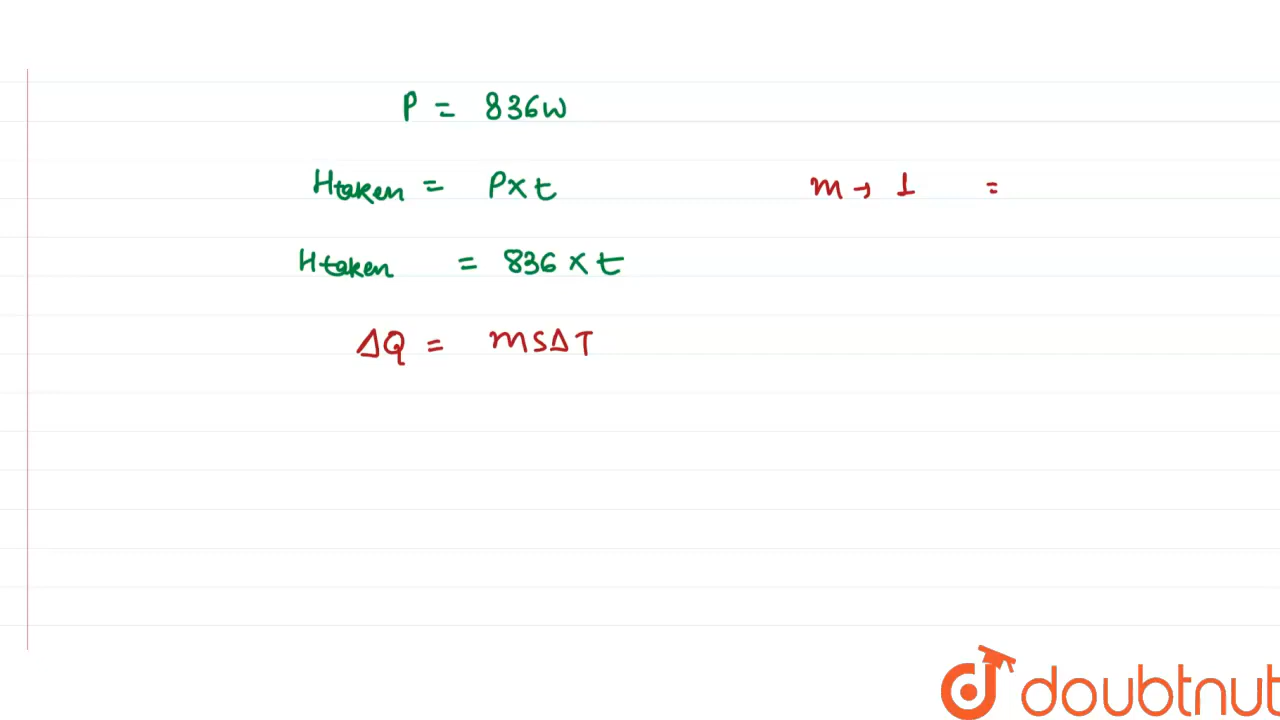 P = 836W
Htaken = P×t
m → 1 =
Htaken = 836 × t
ΔQ = msΔT
doubtnut